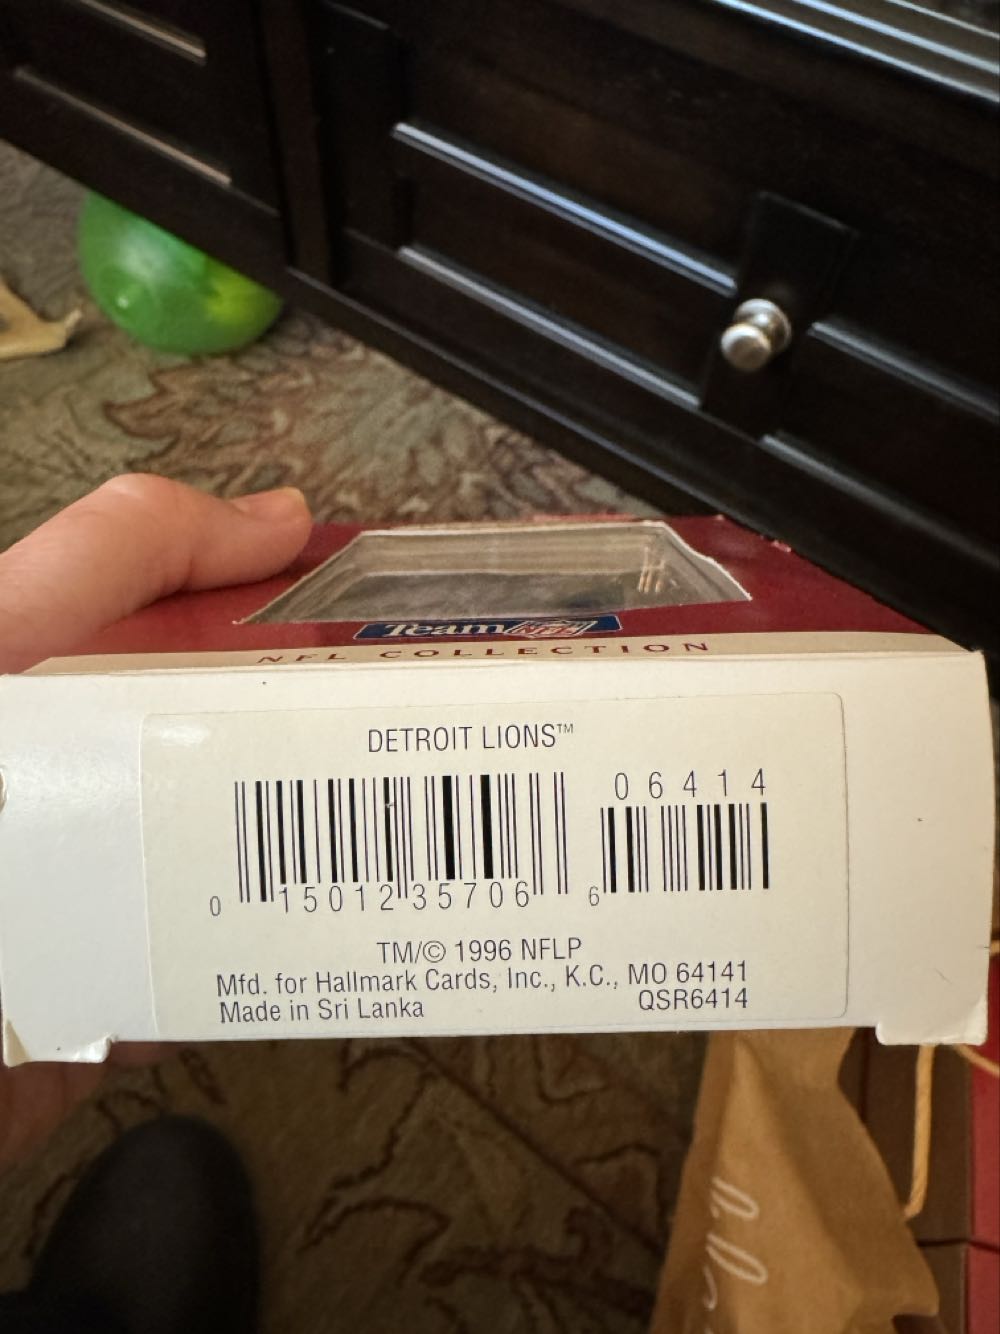 Team NFL
NFL COLLECTION
DETROIT LIONS™
06414
0 15012 35706 6
TM/© 1996 NFLP
Mfd. for Hallmark Cards, Inc., K.C., MO 64141
Made in Sri Lanka QSR6414